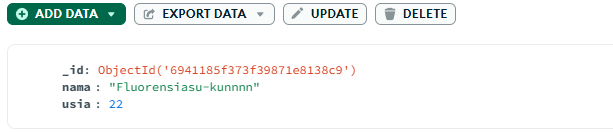 ADD DATA EXPORT DATA UPDATE DELETE
_id: ObjectId('6941185f373f39871e8138c9')
nama : "Fluorensiasu-kunnnn"
usia : 22